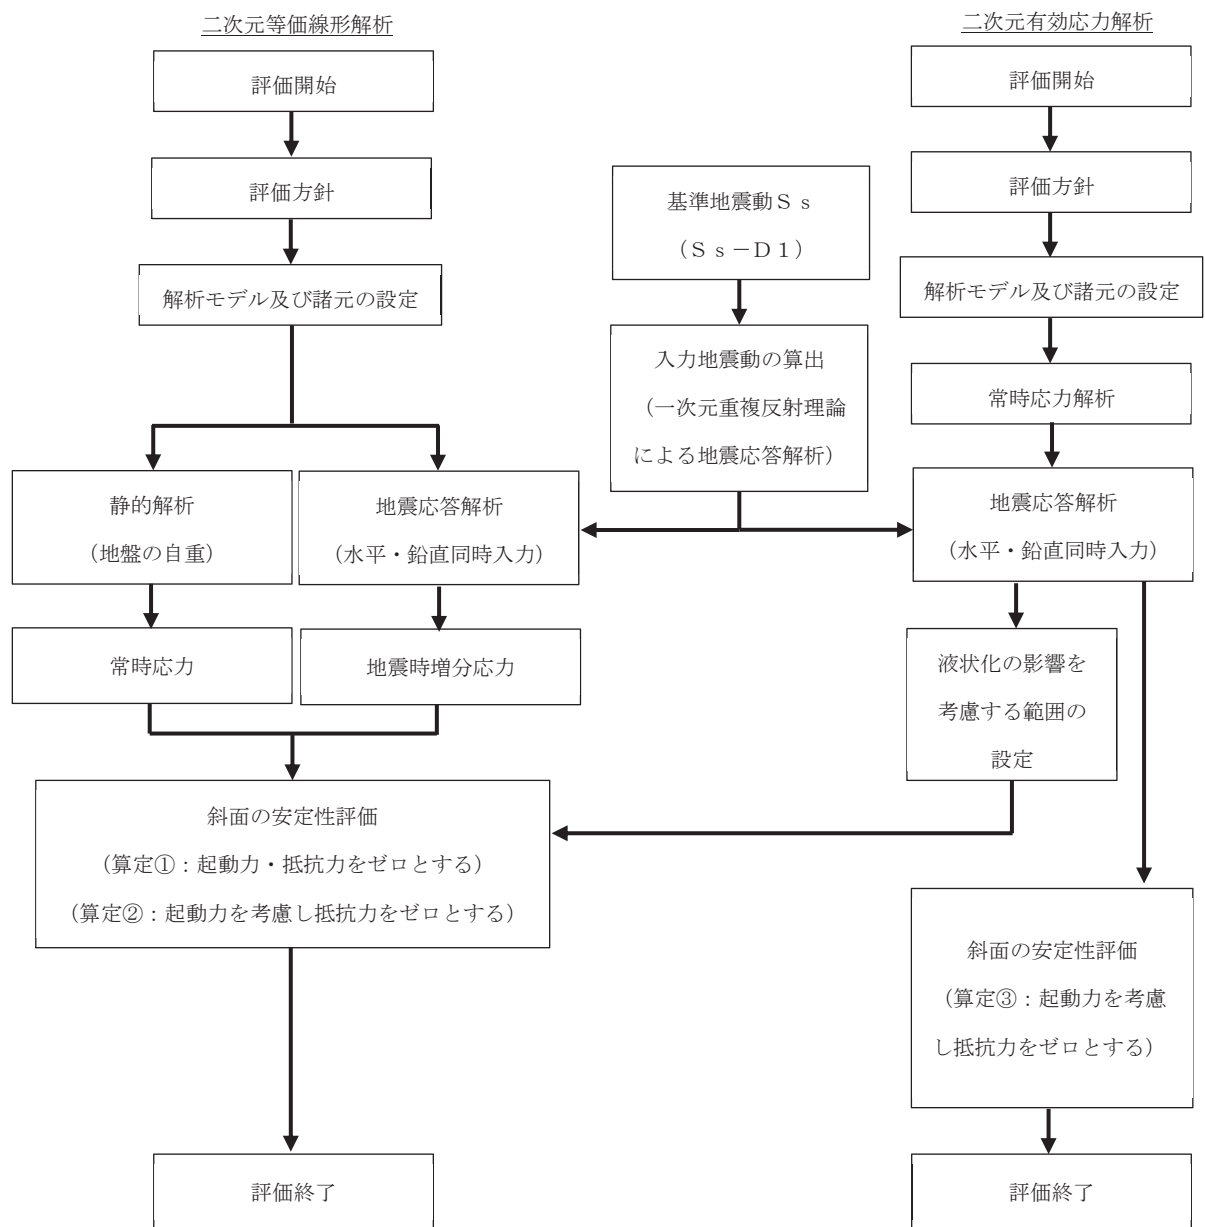 二次元等価線形解析
評価開始
評価方針
解析モデル及び諸元の設定
静的解析
（地盤の自重）
地震応答解析
（水平・鉛直同時入力）
常時応力
地震時増分応力
斜面の安定性評価
（算定①：起動力・抵抗力をゼロとする）
（算定②：起動力を考慮し抵抗力をゼロとする）
評価終了
基準地震動Ｓｓ
（Ｓｓ－Ｄ１）
入力地震動の算出
（一次元重複反射理論
による地震応答解析）
二次元有効応力解析
評価開始
評価方針
解析モデル及び諸元の設定
常時応力解析
地震応答解析
（水平・鉛直同時入力）
液状化の影響を
考慮する範囲の
設定
斜面の安定性評価
（算定③：起動力を考慮
し抵抗力をゼロとする）
評価終了